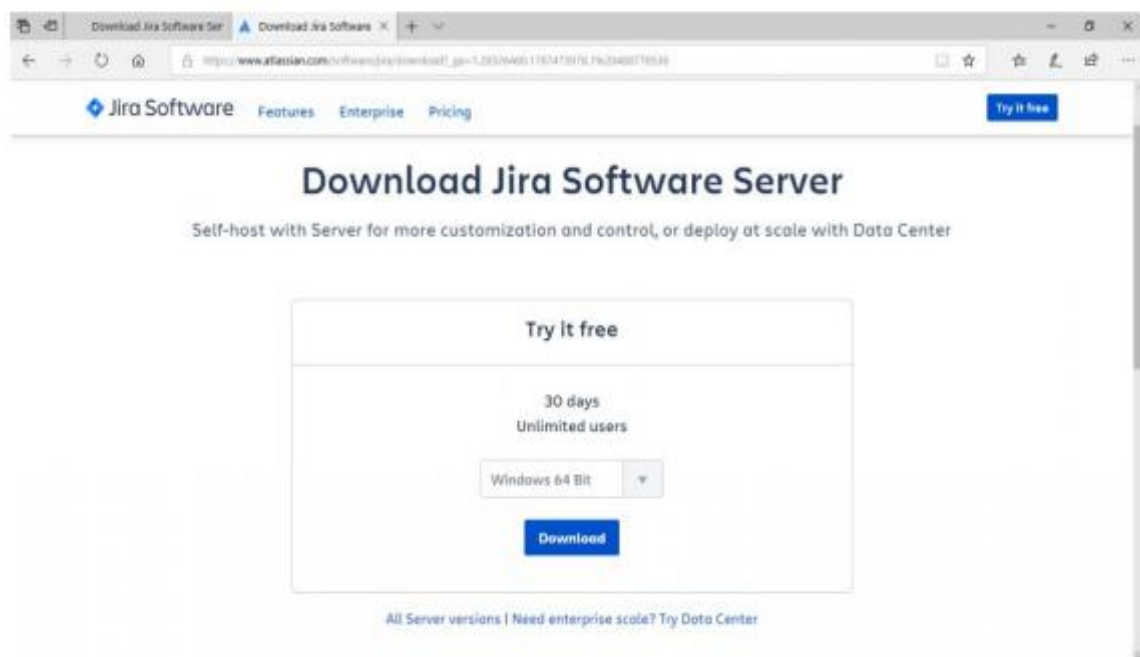 Download Jira Software Ser
Download Jira Software
Jira Software
Features Enterprise Pricing
Try it free
Download Jira Software Server
Self-host with Server for more customization and control, or deploy at scale with Data Center
Try it free
30 days
Unlimited users
Windows 64 Bit
Download
All Server versions | Need enterprise scale? Try Data Center